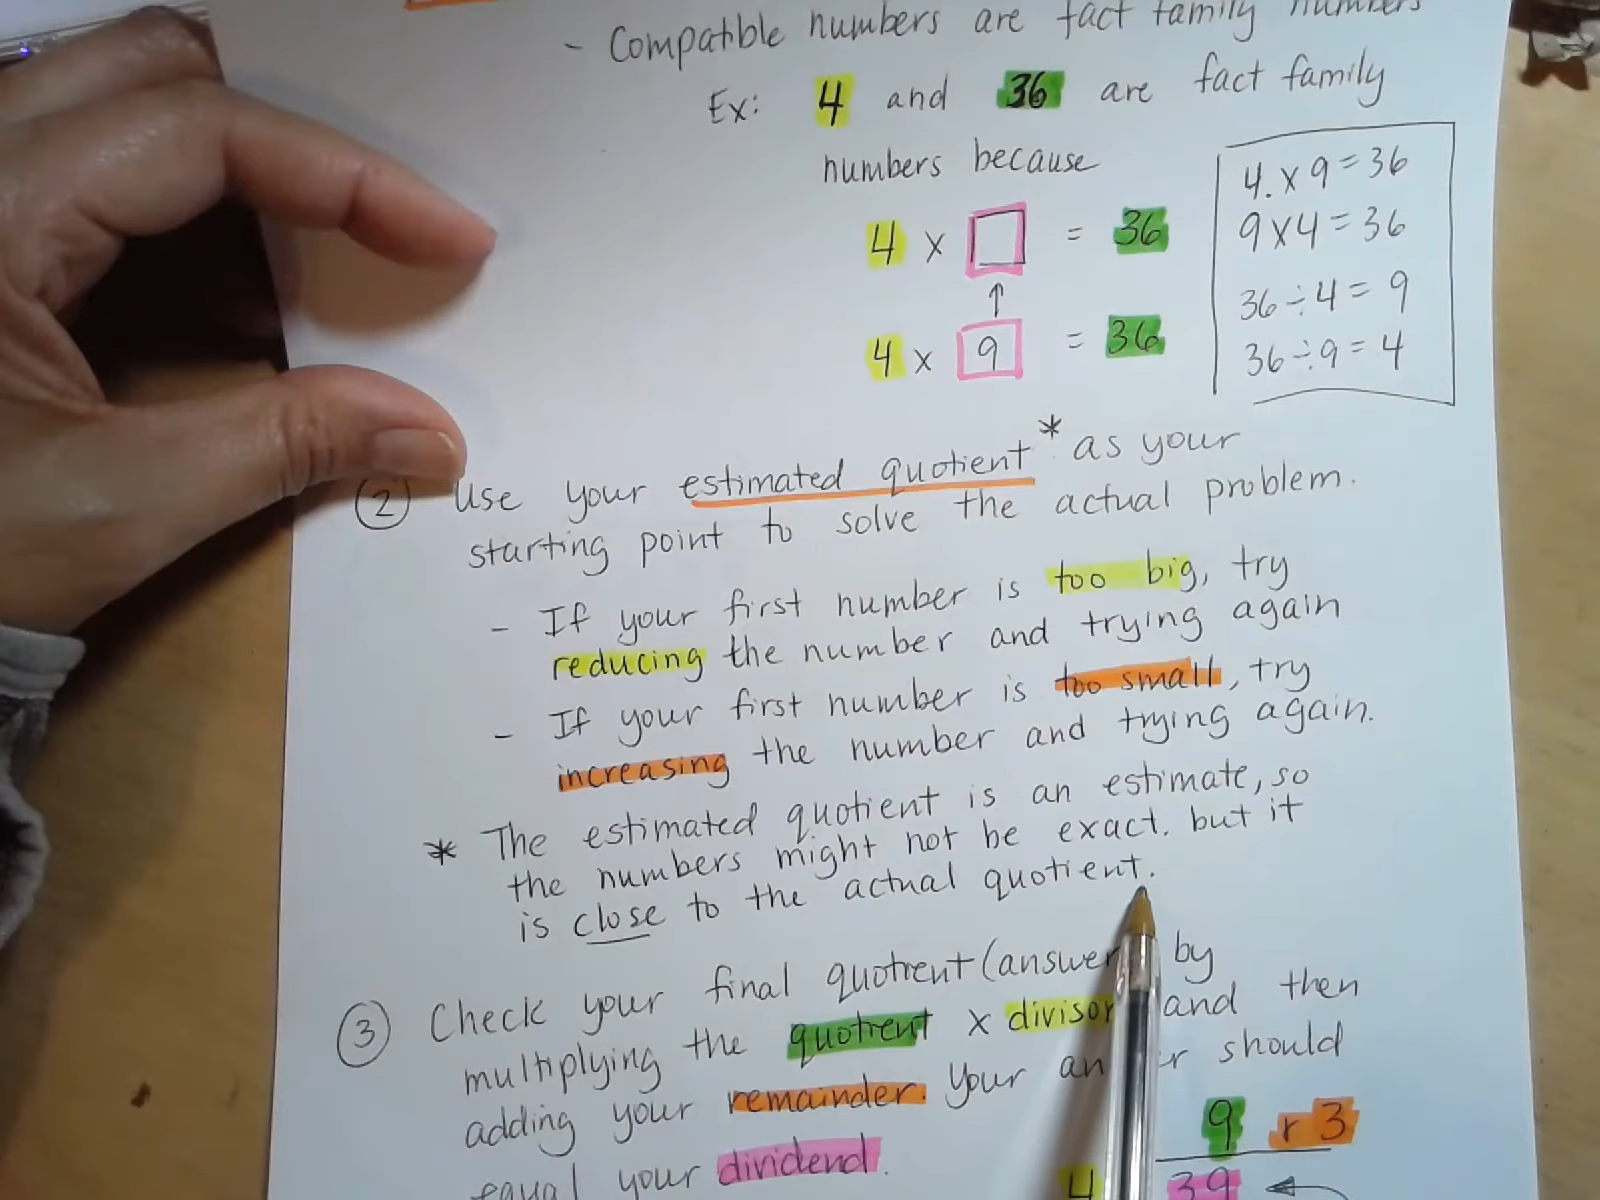 - Compatible numbers are fact family numbers
Ex: 4 and 36 are fact family
numbers because
4 x □ = 36
↑
4 x 9 = 36
4. x 9 = 36
9 x 4 = 36
36 ÷ 4 = 9
36 ÷ 9 = 4
② Use your estimated quotient* as your
starting point to solve the actual problem.
- If your first number is too big, try
reducing the number and trying again
- If your first number is too small, try
increasing the number and trying again.
* The estimated quotient is an estimate, so
the numbers might not be exact. but it
is close to the actual quotient.
③ Check your final quotient (answer by
multiplying the quotient x divisor and then
adding your remainder. Your an r should
equal your dividend.
9 r 3
4 39 ←